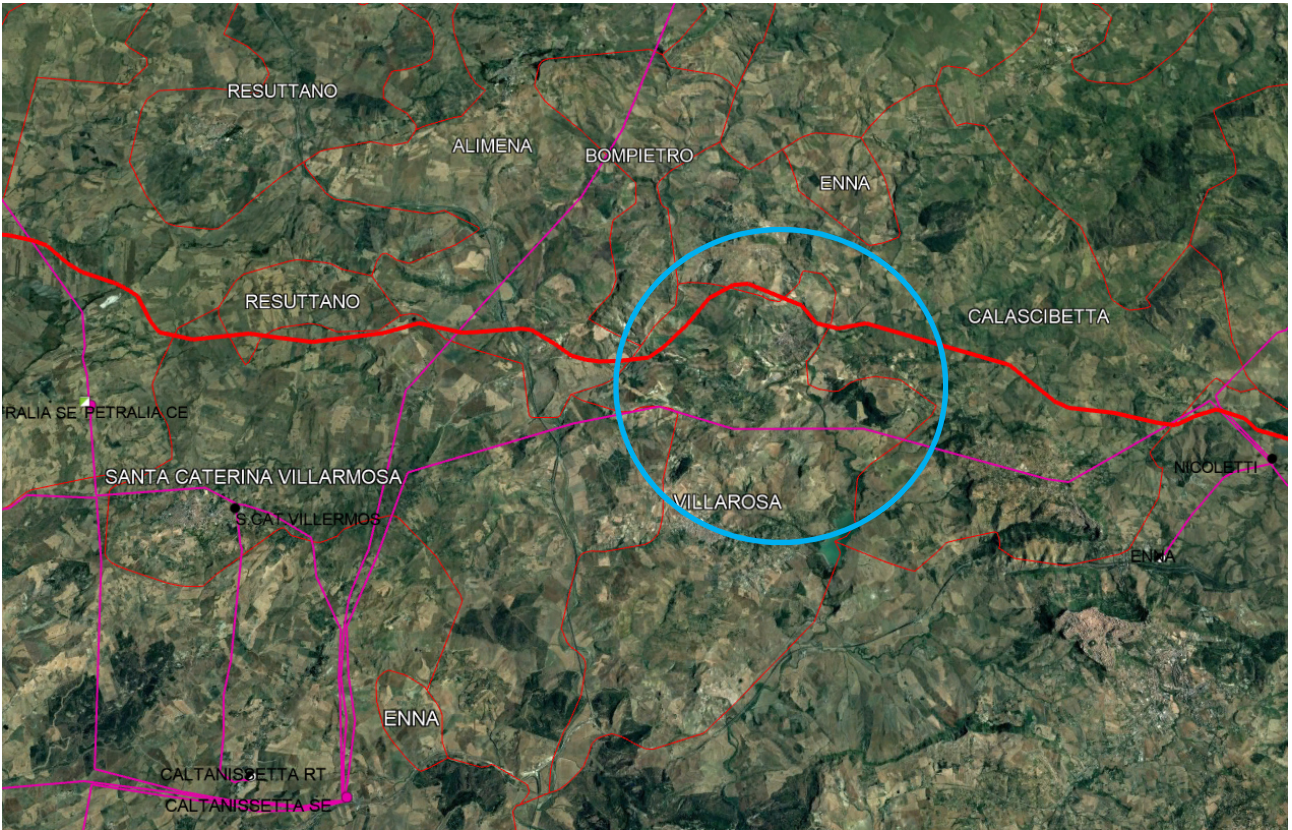 RESUTTANO
ALIMENA
BOMPIETRO
ENNA
RESUTTANO
CALASCIBETTA
RALIA SE PETRALIA CE
SANTA CATERINA VILLARMOSA
NICOLETTI
VILLAROSA
S.CAT.VILLERMOS
ENNA
ENNA
CALTANISSETTA RT
CALTANISSETTA SE